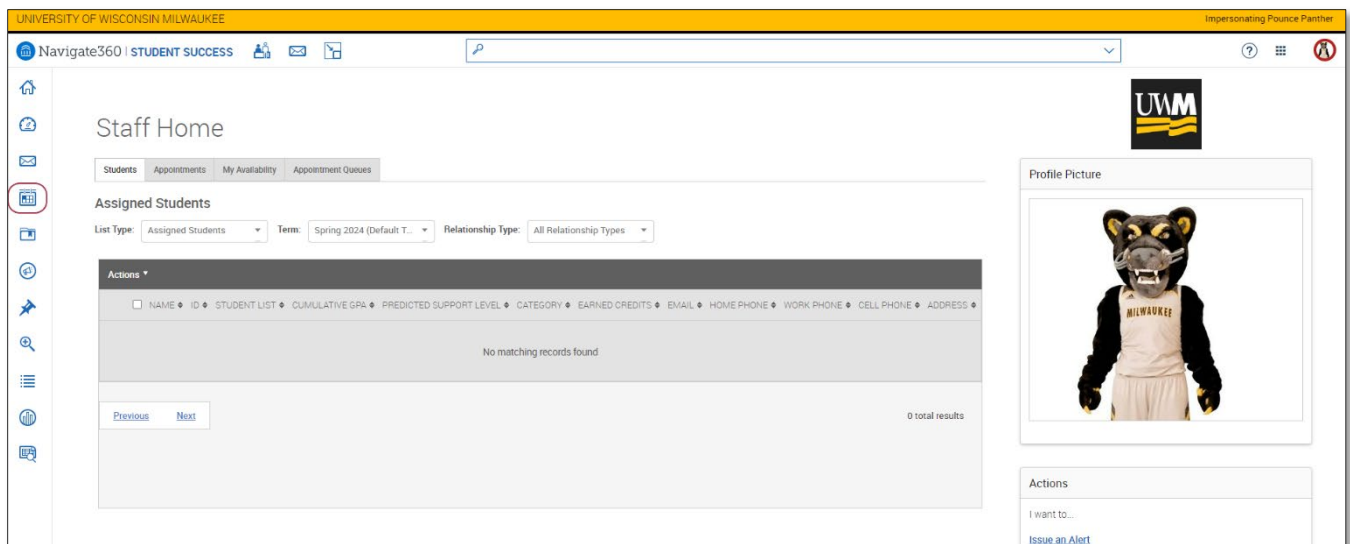 UNIVERSITY OF WISCONSIN MILWAUKEE
Impersonating Pounce Panther
Navigate360 | STUDENT SUCCESS
UWM
Staff Home
Students Appointments My Availability Appointment Queues
Profile Picture
Assigned Students
List Type: Assigned Students Term: Spring 2024 (Default T... Relationship Type: All Relationship Types
Actions
NAME ID STUDENT LIST CUMULATIVE GPA PREDICTED SUPPORT LEVEL CATEGORY EARNED CREDITS EMAIL HOME PHONE WORK PHONE CELL PHONE ADDRESS
MILWAUKEE
No matching records found
Previous Next 0 total results
Actions
I want to...
Issue an Alert